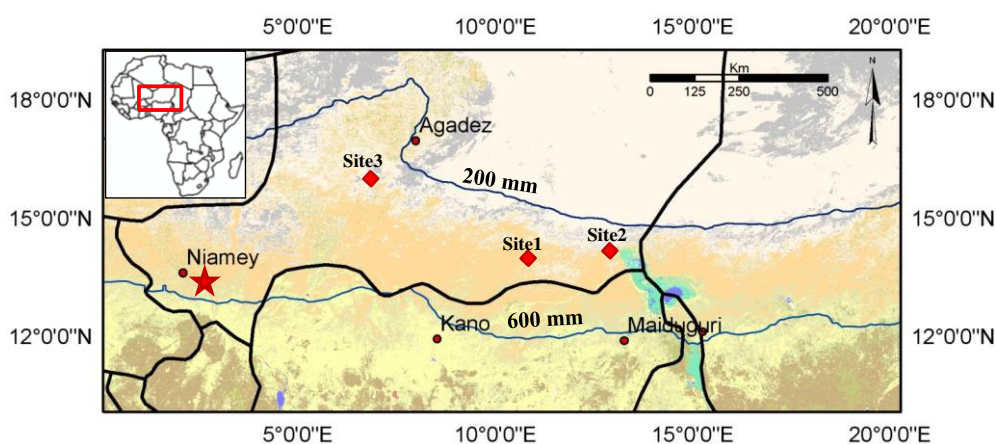 5°0'0"E 10°0'0"E 15°0'0"E 20°0'0"E
Km
0 125 250 500
N
18°0'0"N 18°0'0"N
Agadez
Site3
200 mm
15°0'0"N 15°0'0"N
Site1 Site2
Niamey
600 mm
Kano Maiduguri
12°0'0"N 12°0'0"N
5°0'0"E 10°0'0"E 15°0'0"E 20°0'0"E